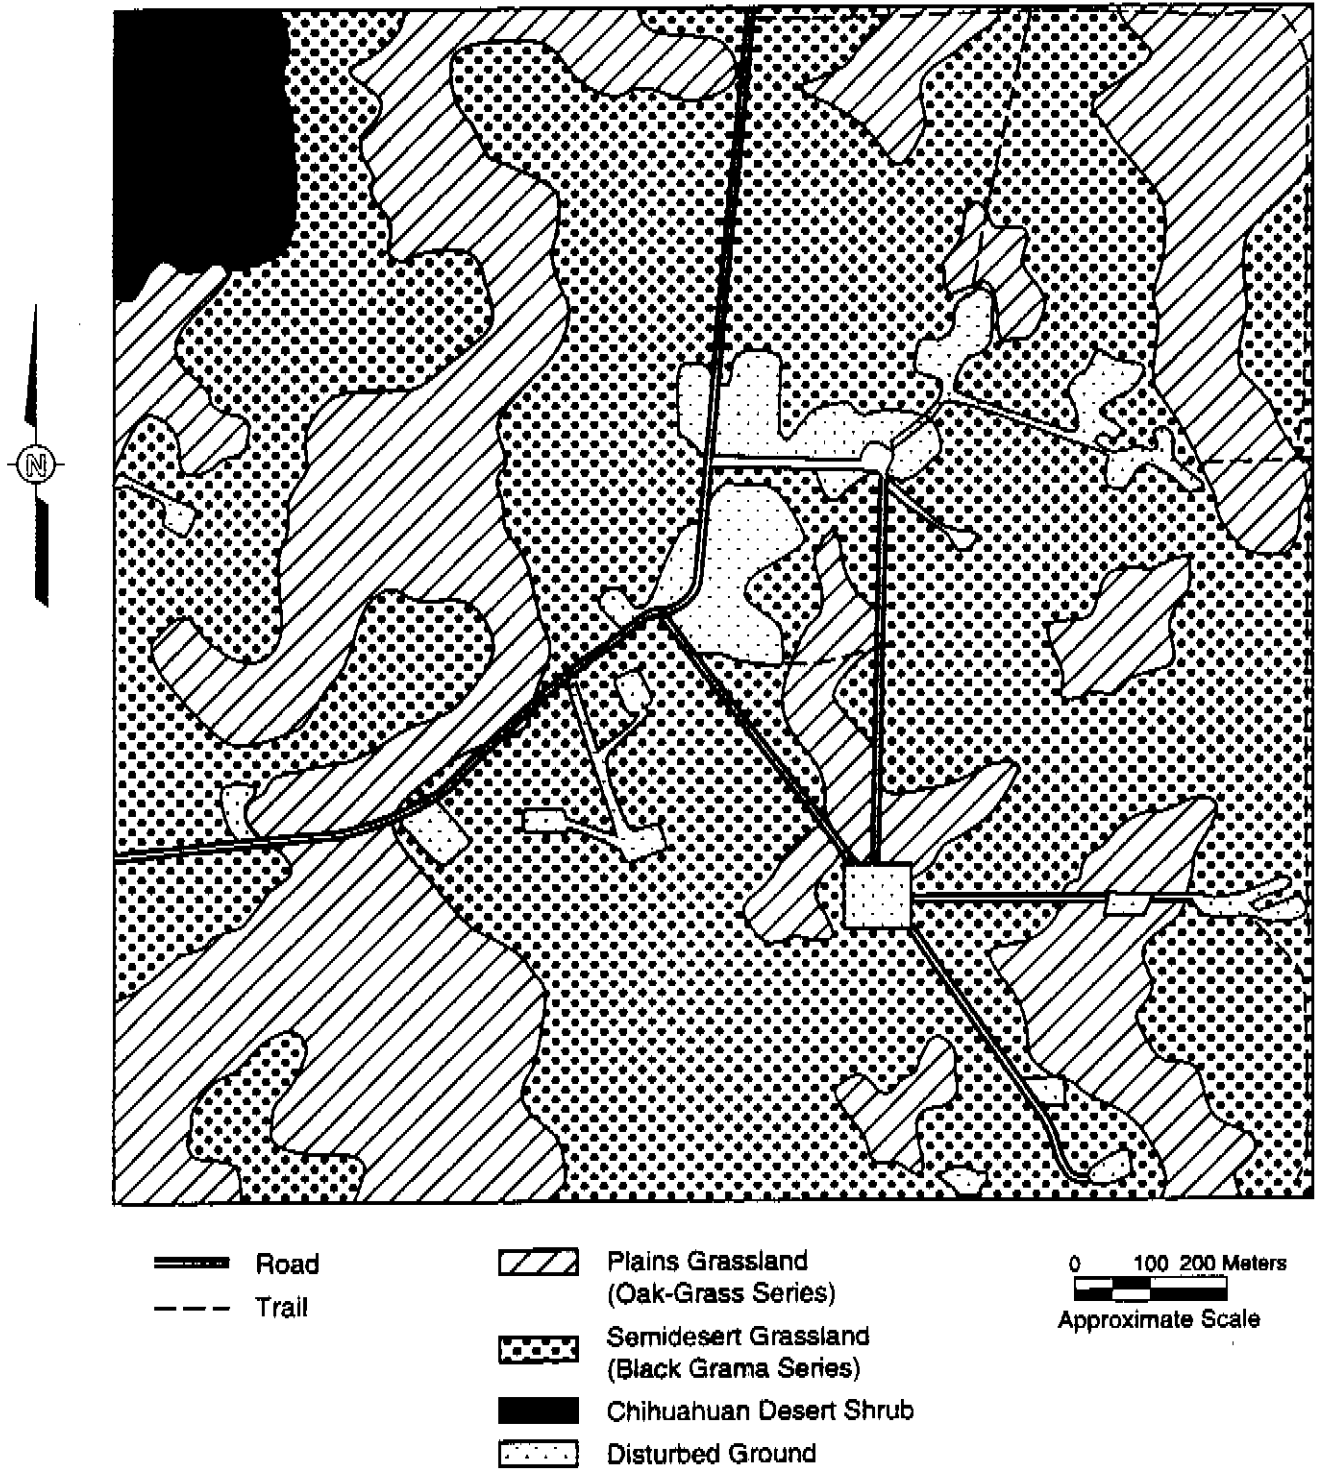 N
Road
Trail
Plains Grassland
(Oak-Grass Series)
Semidesert Grassland
(Black Grama Series)
Chihuahuan Desert Shrub
Disturbed Ground
0 100 200 Meters
Approximate Scale